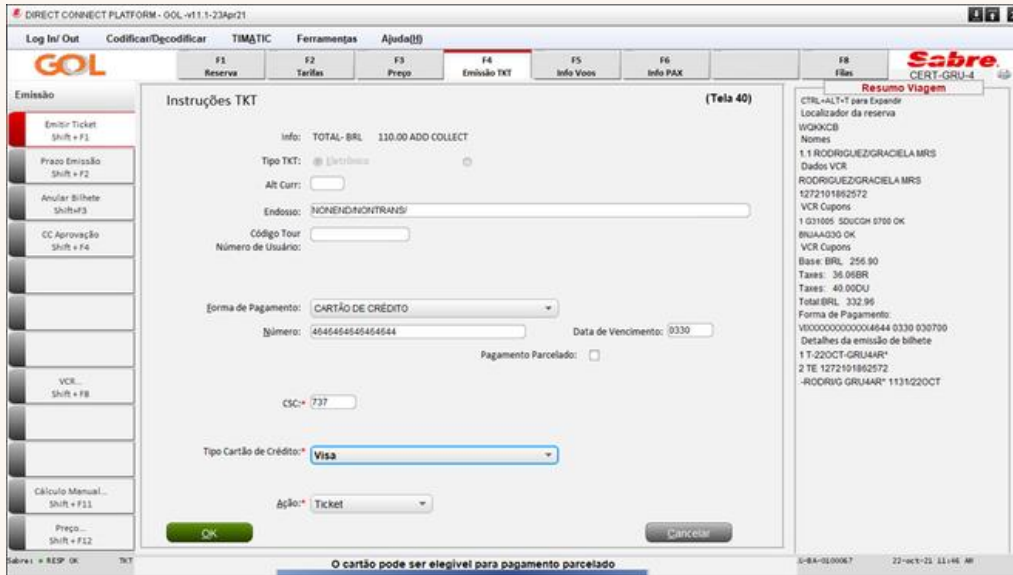 DIRECT CONNECT PLATFORM - GOL -v11.1-23Apr21
Log In/ Out Codificar/Decodificar TIMATIC Ferramentas Ajuda(H)
GOL
F1 Reserva
F2 Tarifas
F3 Preço
F4 Emissão TKT
F5 Info Voos
F6 Info PAX
F8 Filas
Sabre.
CERT-GRU-4
Emissão
Emitir Ticket
Shift + F1
Prazo Emissão
Shift + F2
Anular Bilhete
Shift+F3
CC Aprovação
Shift + F4
VCR...
Shift + F8
Cálculo Manual...
Shift + F11
Preço...
Shift + F12
Instruções TKT (Tela 40)
Info: TOTAL- BRL 110.00 ADD COLLECT
Tipo TKT: Eletrônico
Alt Curr:
Endosso: NONEND/NONTRANS/
Código Tour
Número de Usuário:
Forma de Pagamento: CARTÃO DE CRÉDITO
Número: 4646464646464644 Data de Vencimento: 0330
Pagamento Parcelado:
CSC:* 737
Tipo Cartão de Crédito:* Visa
Ação:* Ticket
OK Cancelar
Resumo Viagem
CTRL+ALT+T para Expandir
Localizador da reserva
WQKKCB
Nomes
1.1 RODRIGUEZ/GRACIELA MRS
Dados VCR
RODRIGUEZ/GRACIELA MRS
1272101862572
VCR Cupons
1 G31005 SDUCGH 0700 OK
BNJAAG3G OK
VCR Cupons
Base: BRL 256.90
Taxes: 36.06BR
Taxes: 40.00DU
Total:BRL 332.96
Forma de Pagamento:
4644 0330 030700
Detalhes da emissão de bilhete
1 T-22OCT-GRU4AR*
2 TE 1272101862572
-RODRI/G GRU4AR* 1131/22OCT
Sabre: RESP OK TKT
O cartão pode ser elegível para pagamento parcelado
22-oct-21 11:46 AM